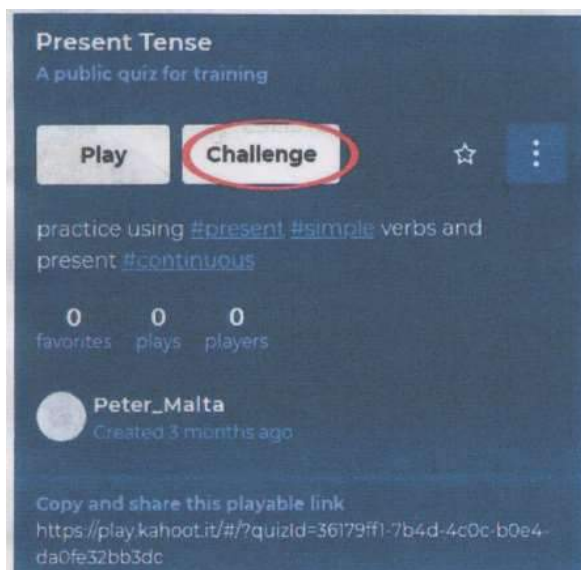 Present Tense
A public quiz for training
Play Challenge
practice using #present #simple verbs and
present #continuous
0 0 0
favorites plays players
Peter_Malta
Created 3 months ago
Copy and share this playable link
https://play.kahoot.it/#/?quizId=36179ff1-7b4d-4c0c-b0e4-
da0fe32bb3dc